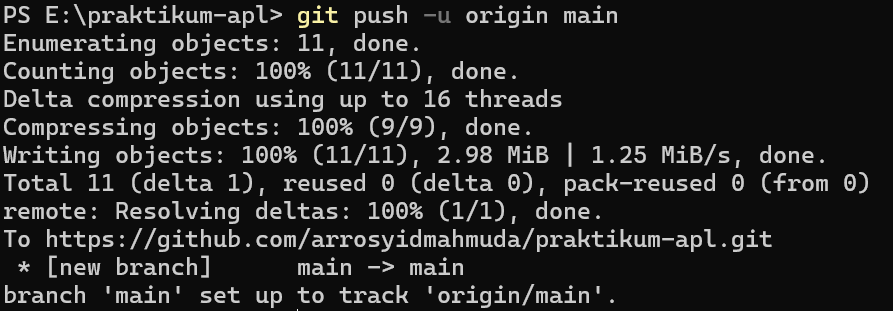 PS E:\praktikum-apl> git push -u origin main
Enumerating objects: 11, done.
Counting objects: 100% (11/11), done.
Delta compression using up to 16 threads
Compressing objects: 100% (9/9), done.
Writing objects: 100% (11/11), 2.98 MiB | 1.25 MiB/s, done.
Total 11 (delta 1), reused 0 (delta 0), pack-reused 0 (from 0)
remote: Resolving deltas: 100% (1/1), done.
To https://github.com/arrosyidmahmuda/praktikum-apl.git
 * [new branch]      main -> main
branch 'main' set up to track 'origin/main'.